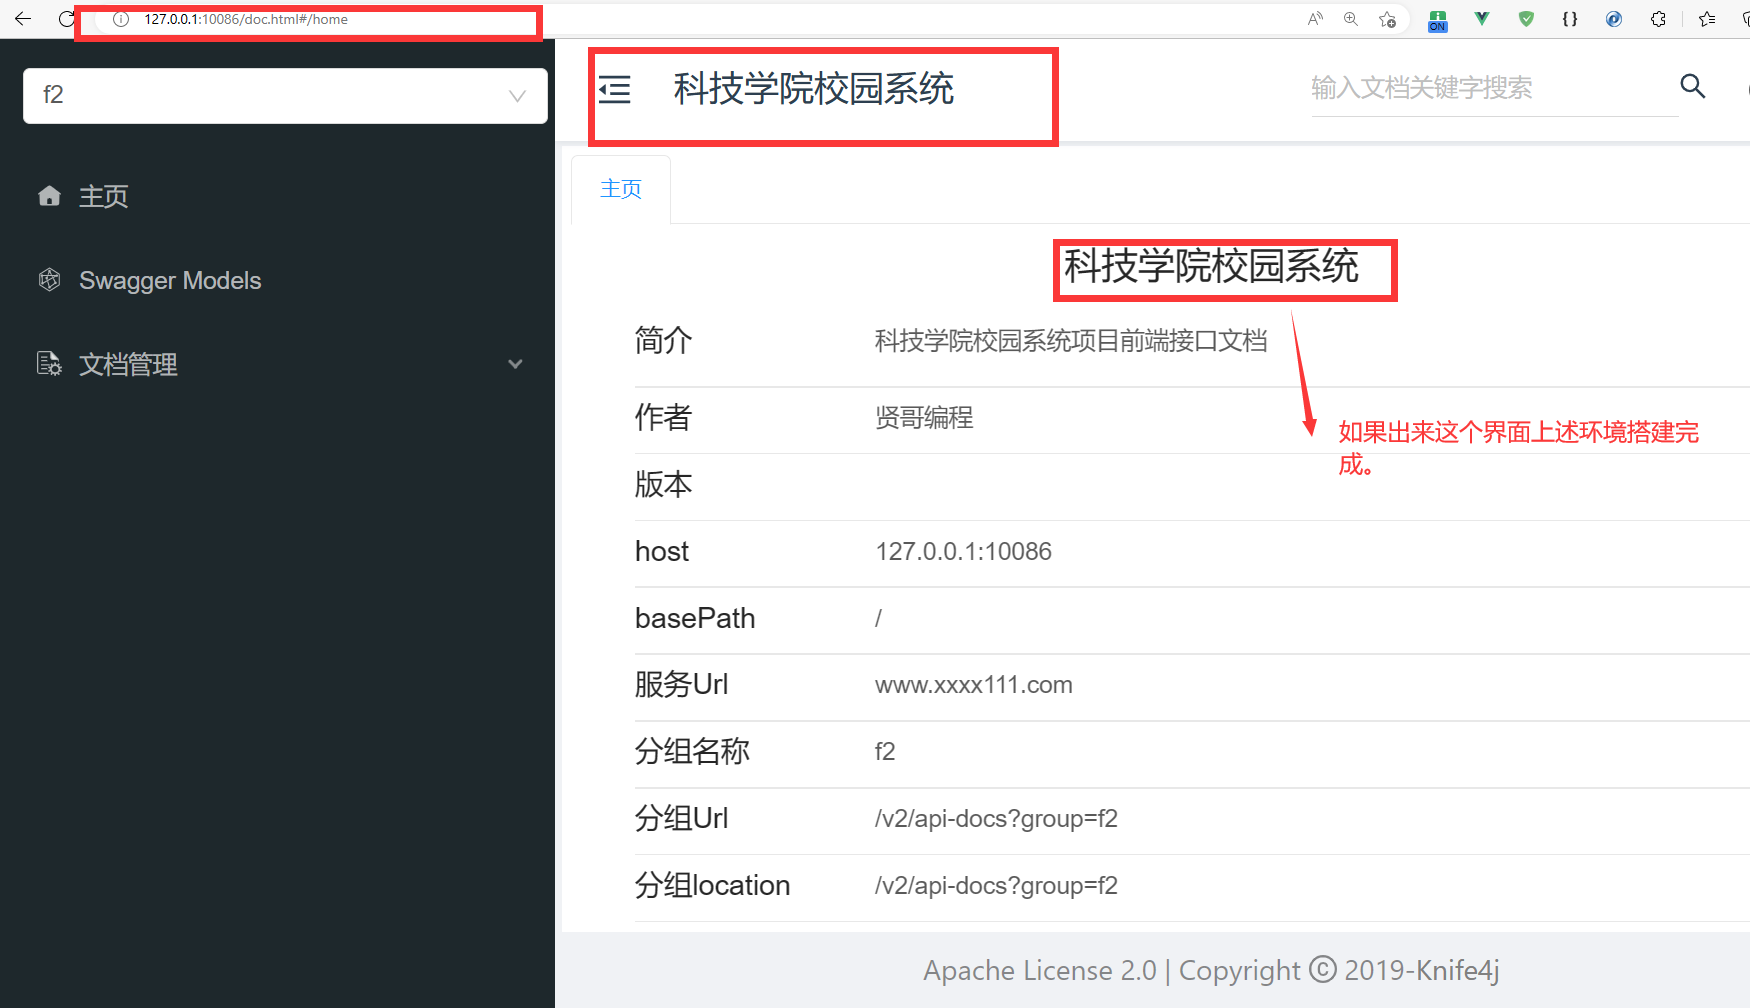 127.0.0.1:10086/doc.html#/home
ON
f2
科技学院校园系统
输入文档关键字搜索
主页
Swagger Models
文档管理
主页
科技学院校园系统
简介 科技学院校园系统项目前端接口文档
作者 贤哥编程
如果出来这个界面上述环境搭建完
成。
版本
host 127.0.0.1:10086
basePath /
服务Url www.xxxx111.com
分组名称 f2
分组Url /v2/api-docs?group=f2
分组location /v2/api-docs?group=f2
Apache License 2.0 | Copyright © 2019-Knife4j